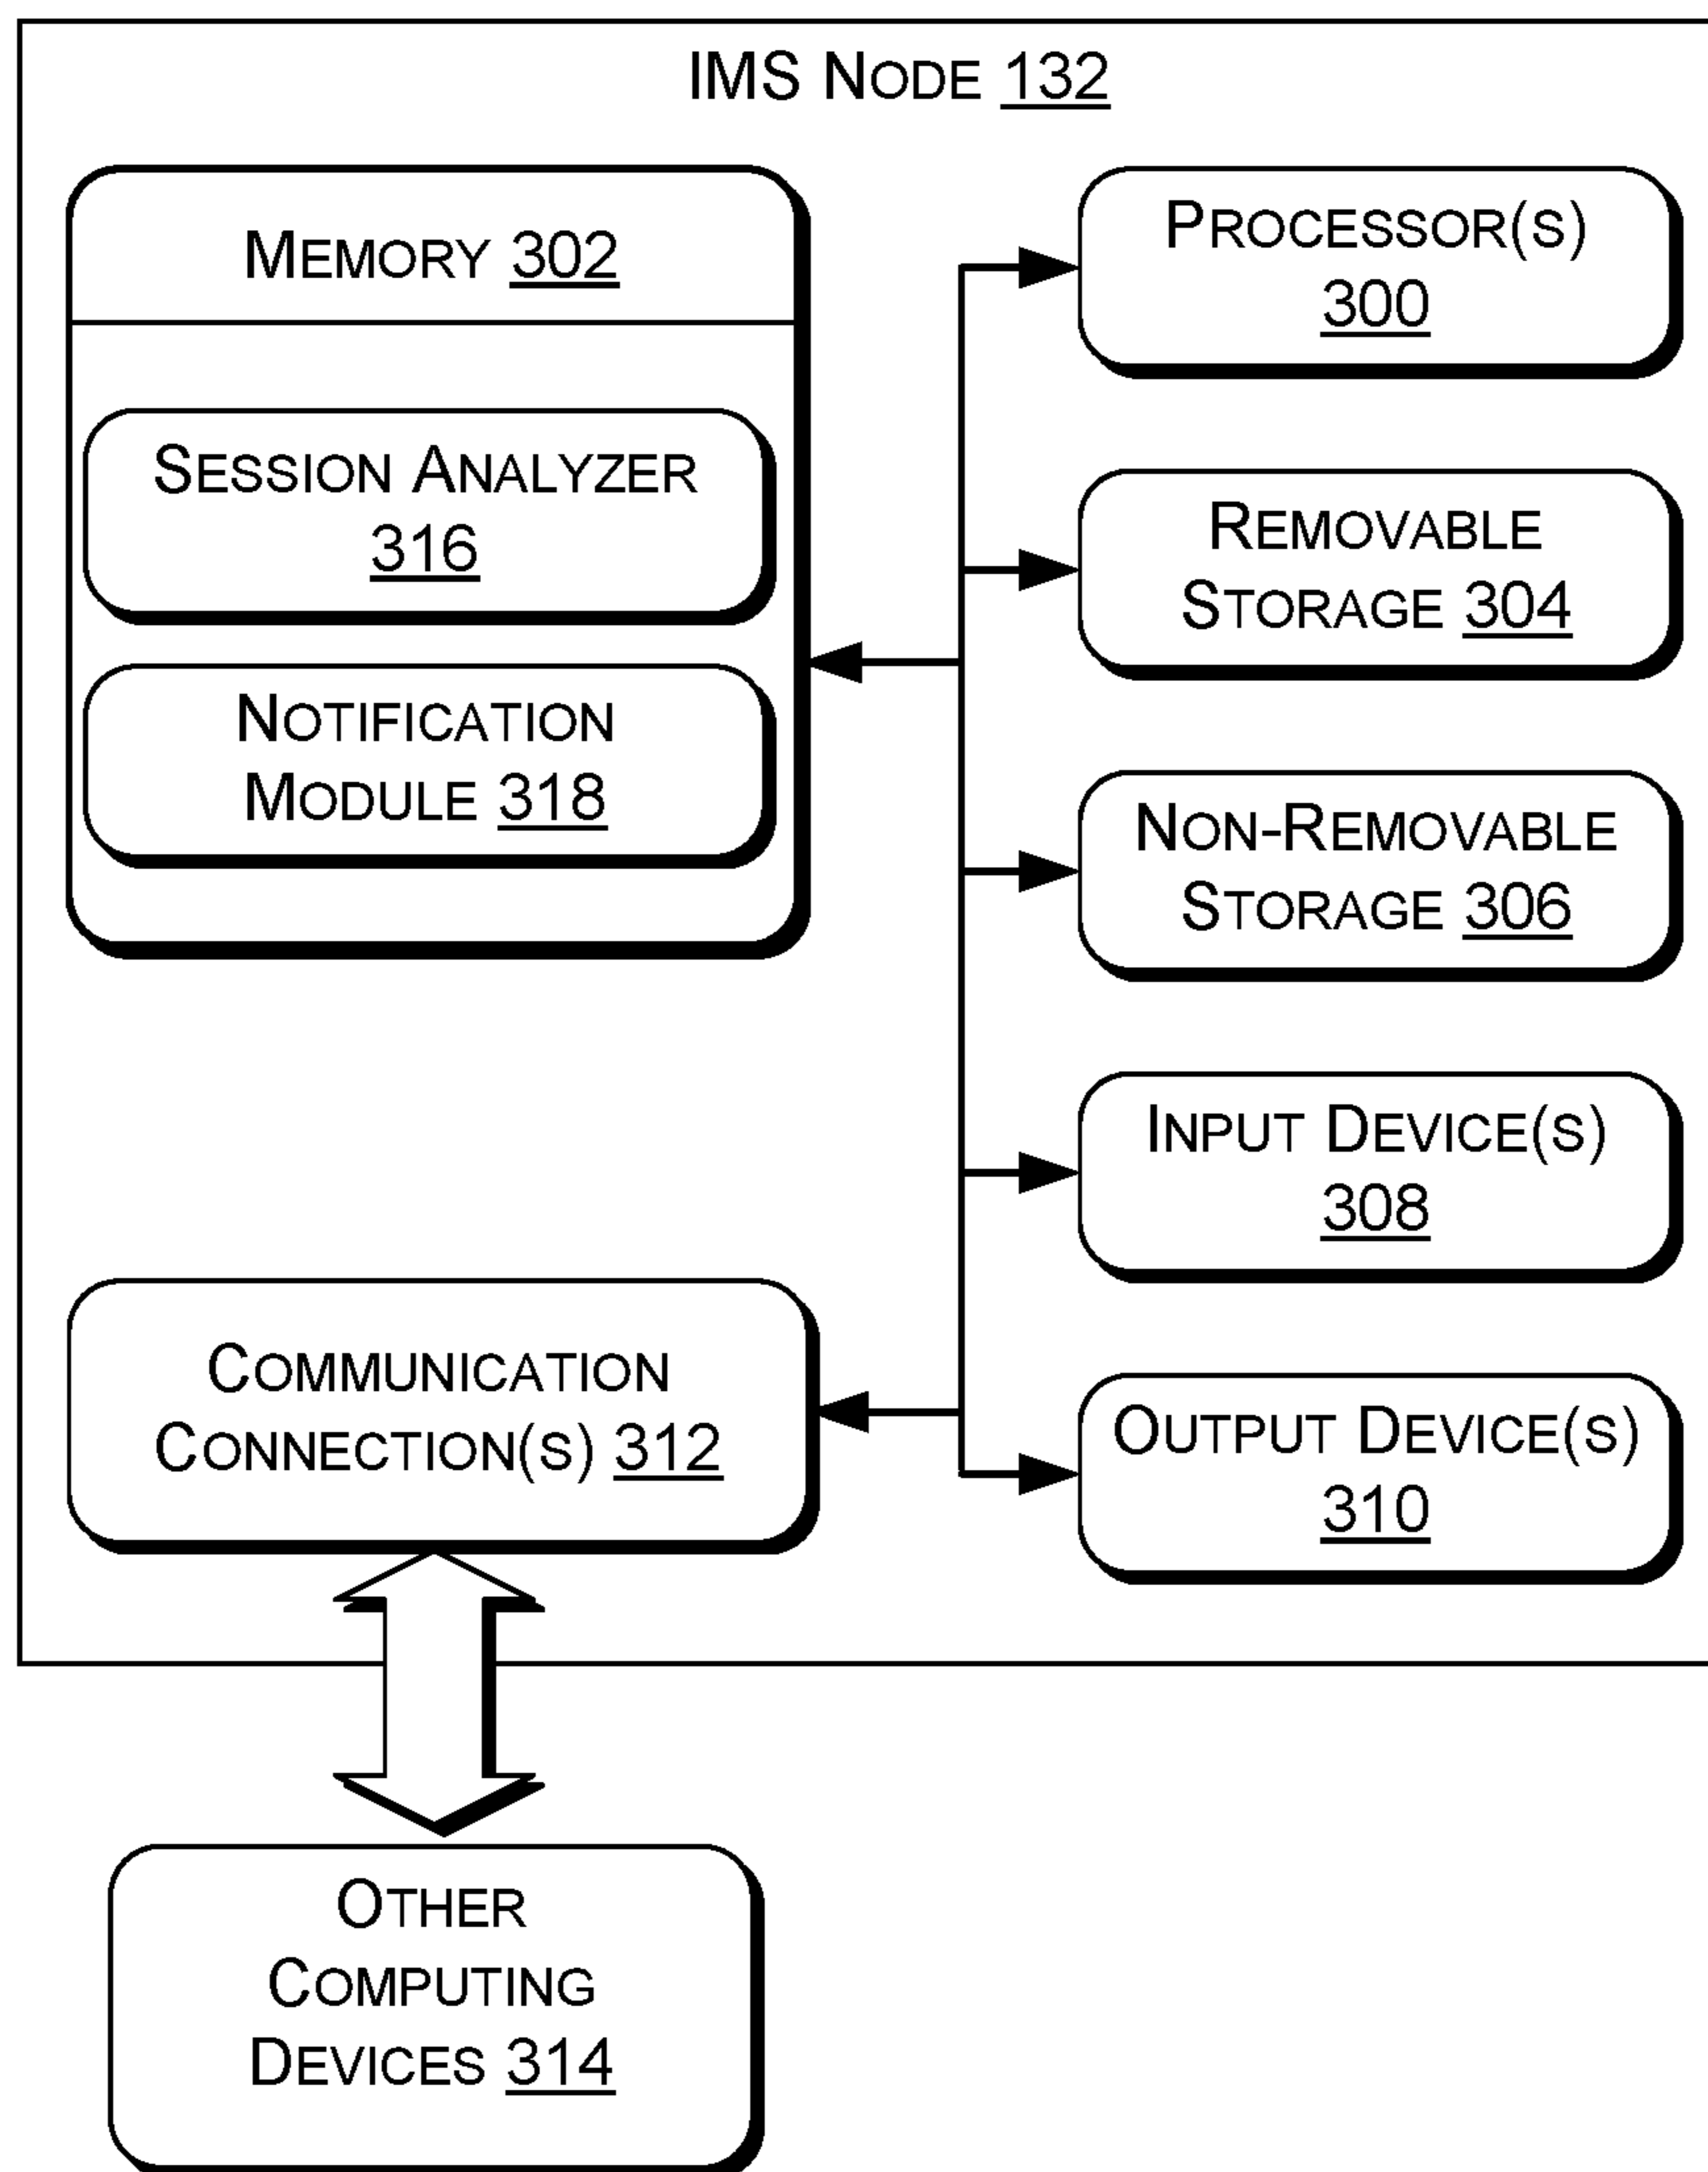 IMS NODE 132
MEMORY 302
SESSION ANALYZER
316
NOTIFICATION
MODULE 318
PROCESSOR(S)
300
REMOVABLE
STORAGE 304
NON-REMOVABLE
STORAGE 306
INPUT DEVICE(S)
308
OUTPUT DEVICE(S)
310
COMMUNICATION
CONNECTION(S) 312
OTHER
COMPUTING
DEVICES 314